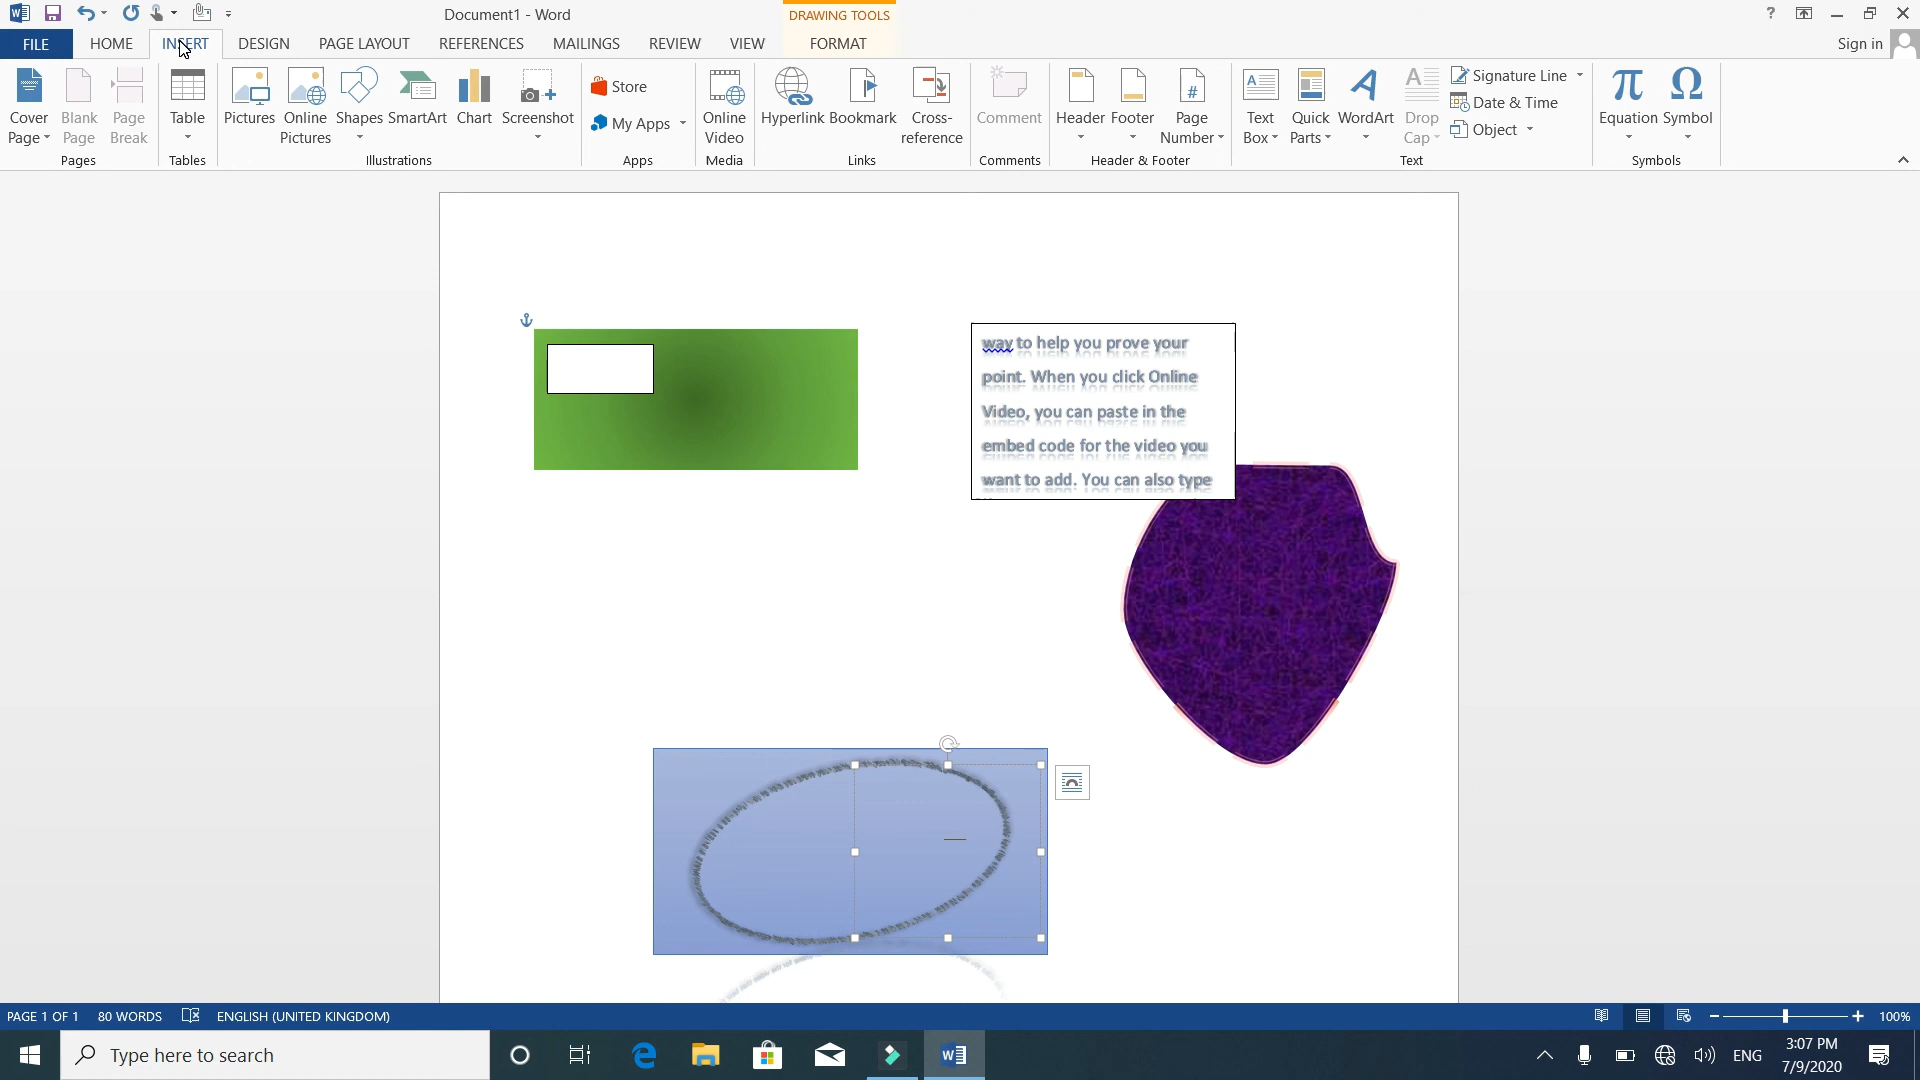 Document1 - Word
DRAWING TOOLS
?
FILE
HOME
INSERT
DESIGN
PAGE LAYOUT
REFERENCES
MAILINGS
REVIEW
VIEW
FORMAT
Sign in
Cover Page
Blank Page
Page Break
Pages
Table
Tables
Pictures
Online Pictures
Shapes
SmartArt
Chart
Screenshot
Illustrations
Store
My Apps
Apps
Online Video
Media
Hyperlink
Bookmark
Cross-reference
Links
Comment
Comments
Header
Footer
Page Number
Header & Footer
Text Box
Quick Parts
WordArt
Drop Cap
Signature Line
Date & Time
Object
Text
Equation
Symbol
Symbols
way to help you prove your
point. When you click Online
Video, you can paste in the
embed code for the video you
want to add. You can also type
PAGE 1 OF 1
80 WORDS
ENGLISH (UNITED KINGDOM)
100%
Type here to search
ENG
3:07 PM
7/9/2020